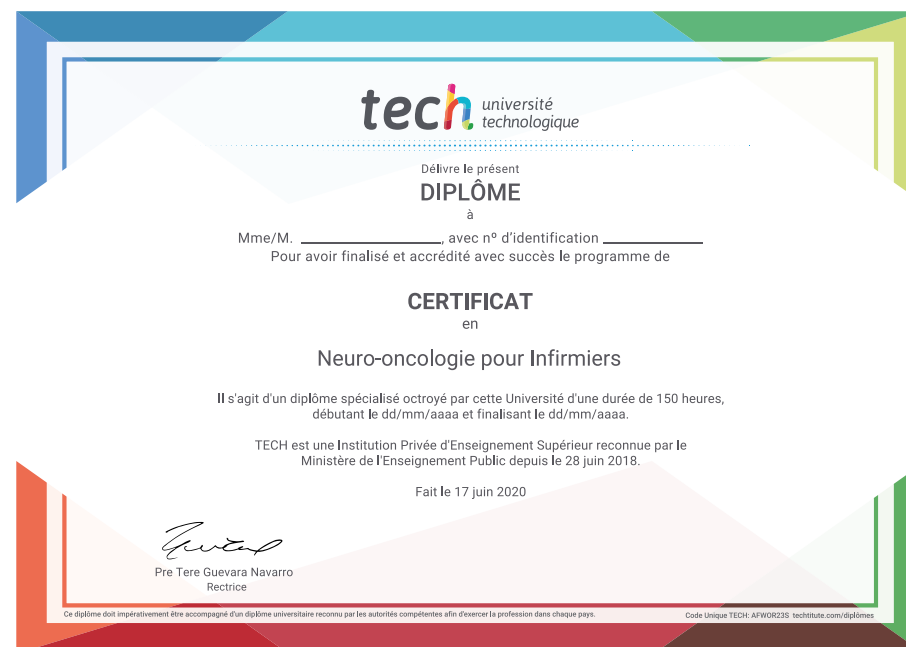 tech université
technologique
Délivre le présent
DIPLÔME
à
Mme/M. ____________________, avec nº d'identification ______________
Pour avoir finalisé et accrédité avec succès le programme de
CERTIFICAT
en
Neuro-oncologie pour Infirmiers
Il s'agit d'un diplôme spécialisé octroyé par cette Université d'une durée de 150 heures,
débutant le dd/mm/aaaa et finalisant le dd/mm/aaaa.
TECH est une Institution Privée d'Enseignement Supérieur reconnue par le
Ministère de l'Enseignement Public depuis le 28 juin 2018.
Fait le 17 juin 2020
Pre Tere Guevara Navarro
Rectrice
Ce diplôme doit impérativement être accompagné d'un diplôme universitaire reconnu par les autorités compétentes afin d'exercer la profession dans chaque pays. Code Unique TECH: AFWOR23S techtitute.com/diplômes